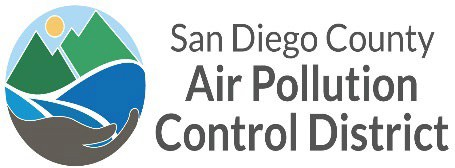 San Diego County
Air Pollution
Control District